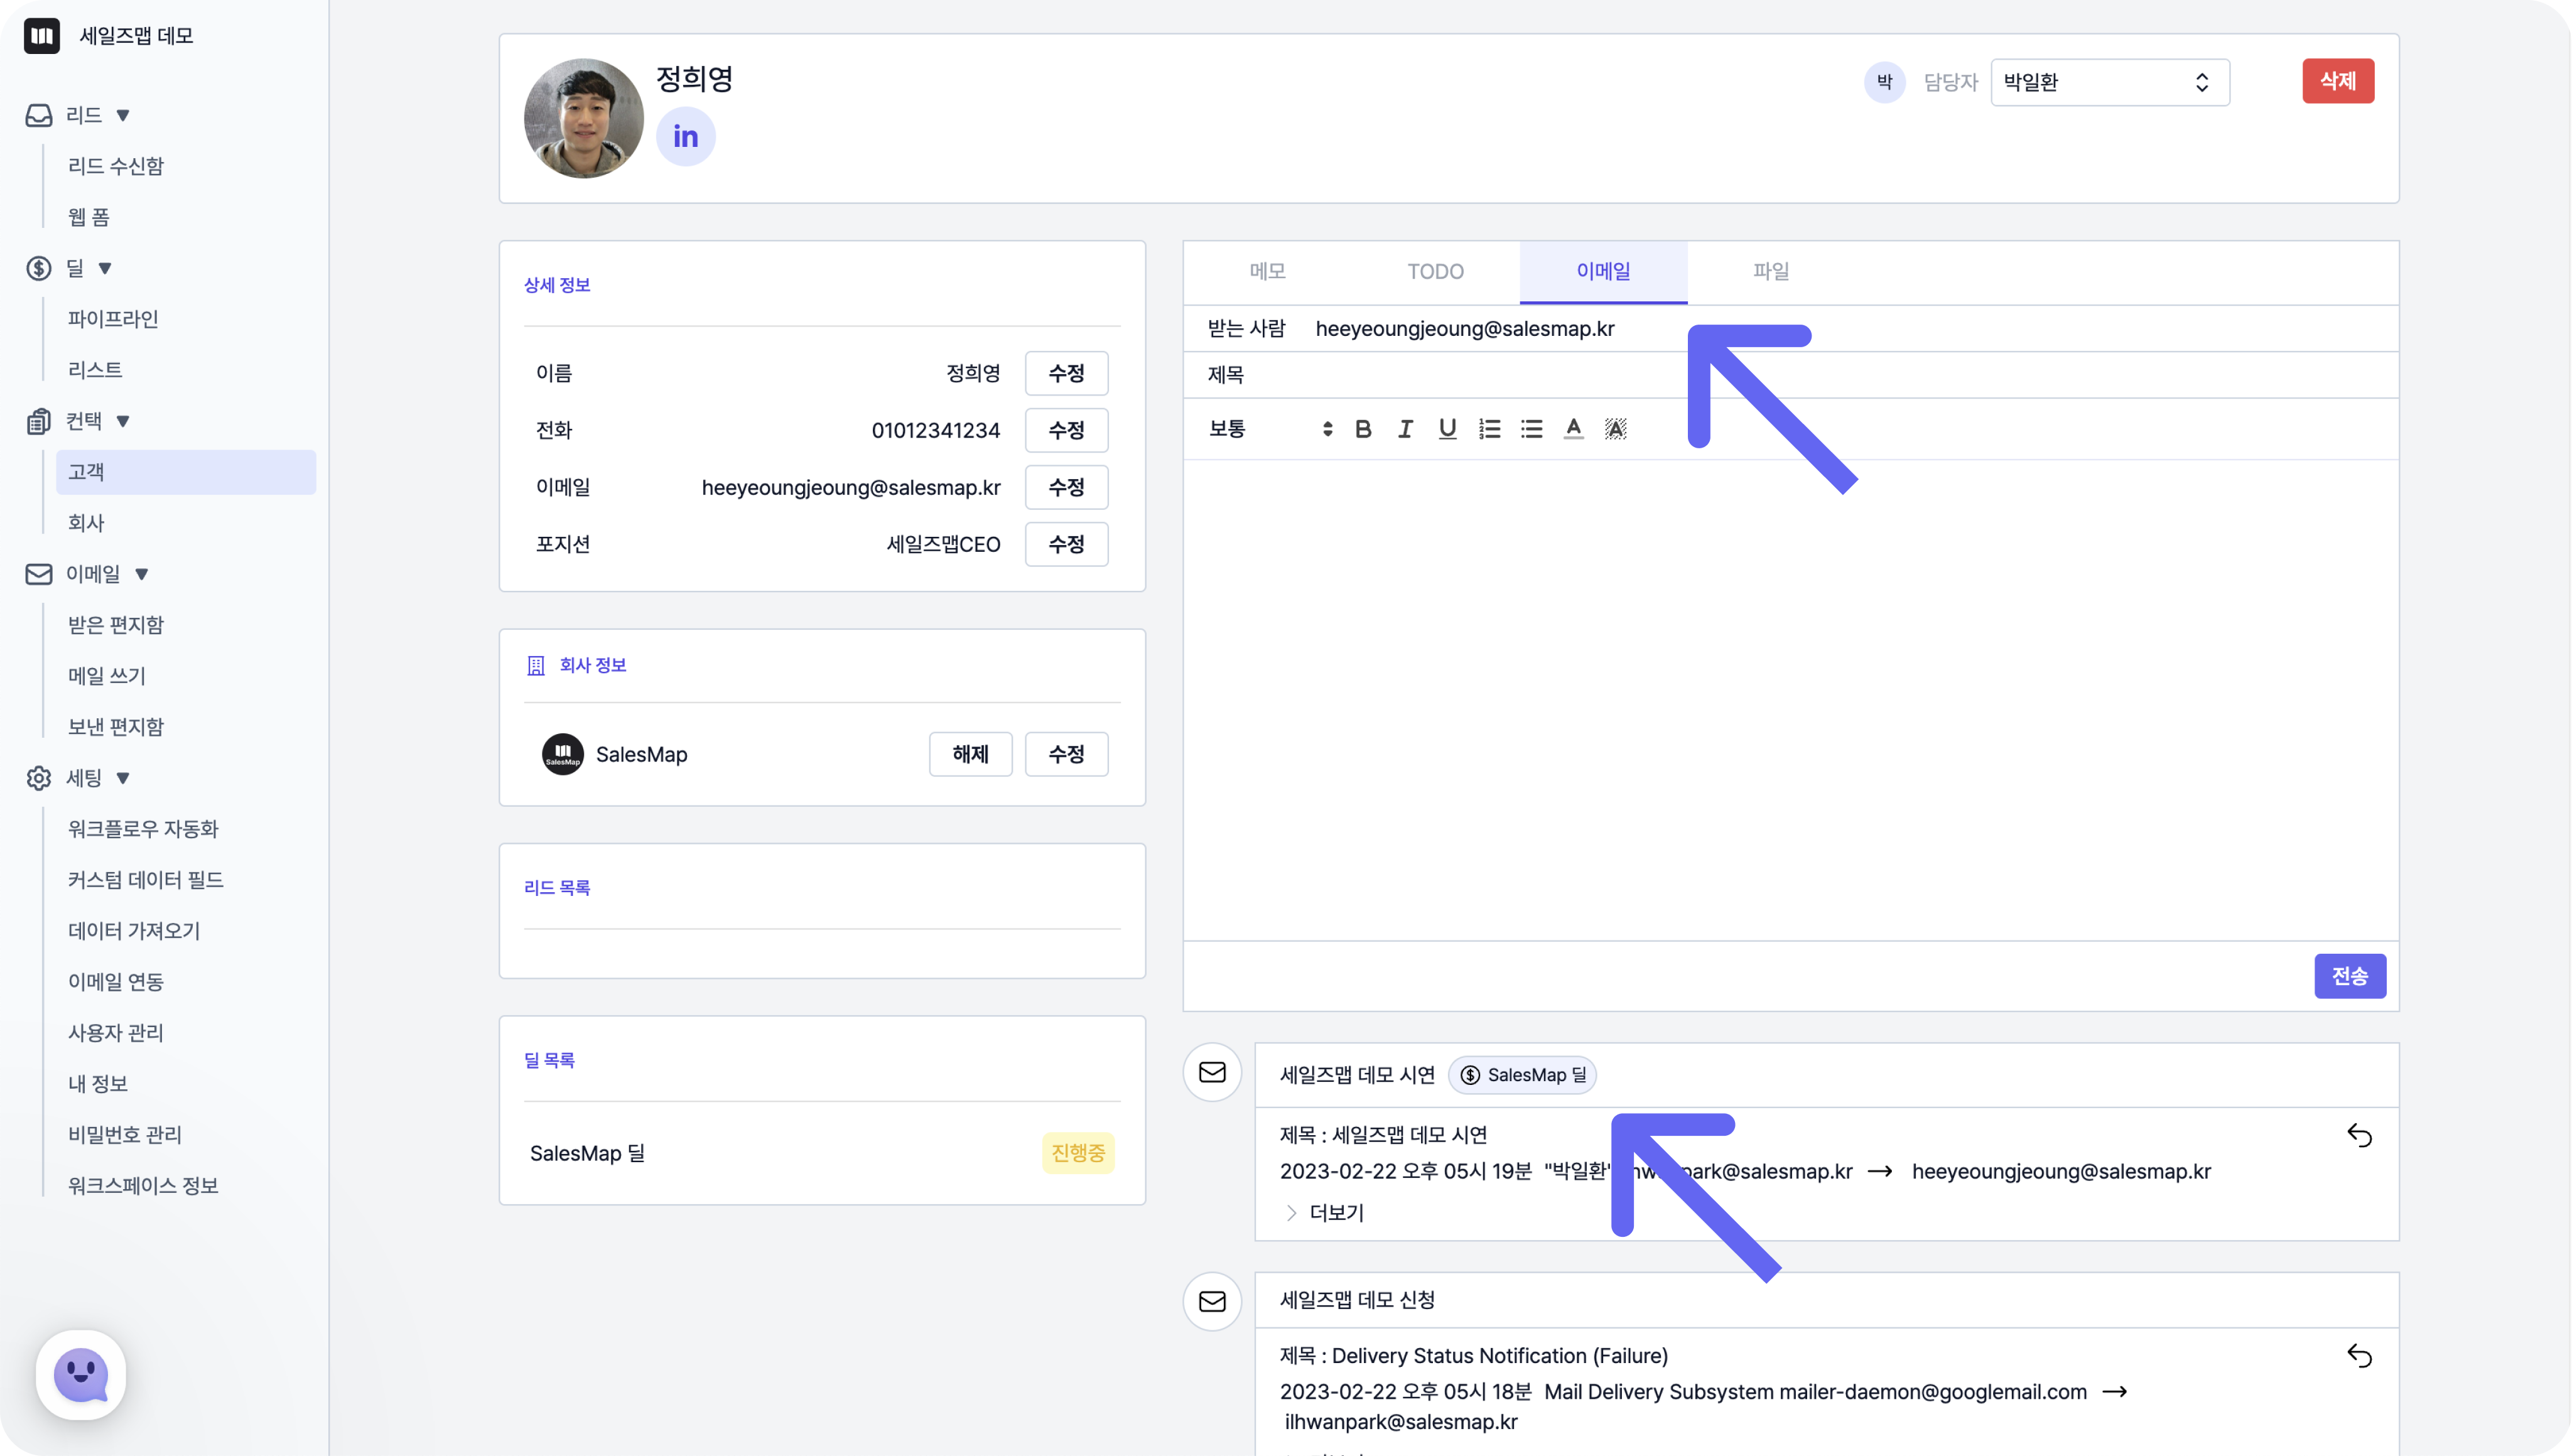 세일즈맵 데모
리드 ▼
리드 수신함
웹 폼
딜 ▼
파이프라인
리스트
컨택 ▼
고객
회사
이메일 ▼
받은 편지함
메일 쓰기
보낸 편지함
세팅 ▼
워크플로우 자동화
커스텀 데이터 필드
데이터 가져오기
이메일 연동
사용자 관리
내 정보
비밀번호 관리
워크스페이스 정보
정희영
in
박 담당자 박일환
삭제
상세 정보
이름 정희영 수정
전화 01012341234 수정
이메일 heeyeoungjeoung@salesmap.kr 수정
포지션 세일즈맵CEO 수정
회사 정보
SalesMap SalesMap 해제 수정
리드 목록
딜 목록
SalesMap 딜 진행중
메모 TODO 이메일 파일
받는 사람 heeyeoungjeoung@salesmap.kr
제목
보통 B I U A A
전송
세일즈맵 데모 시연 SalesMap 딜
제목 : 세일즈맵 데모 시연
2023-02-22 오후 05시 19분 "박일환" park@salesmap.kr → heeyeoungjeoung@salesmap.kr
더보기
세일즈맵 데모 신청
제목 : Delivery Status Notification (Failure)
2023-02-22 오후 05시 18분 Mail Delivery Subsystem mailer-daemon@googlemail.com →
ilhwanpark@salesmap.kr